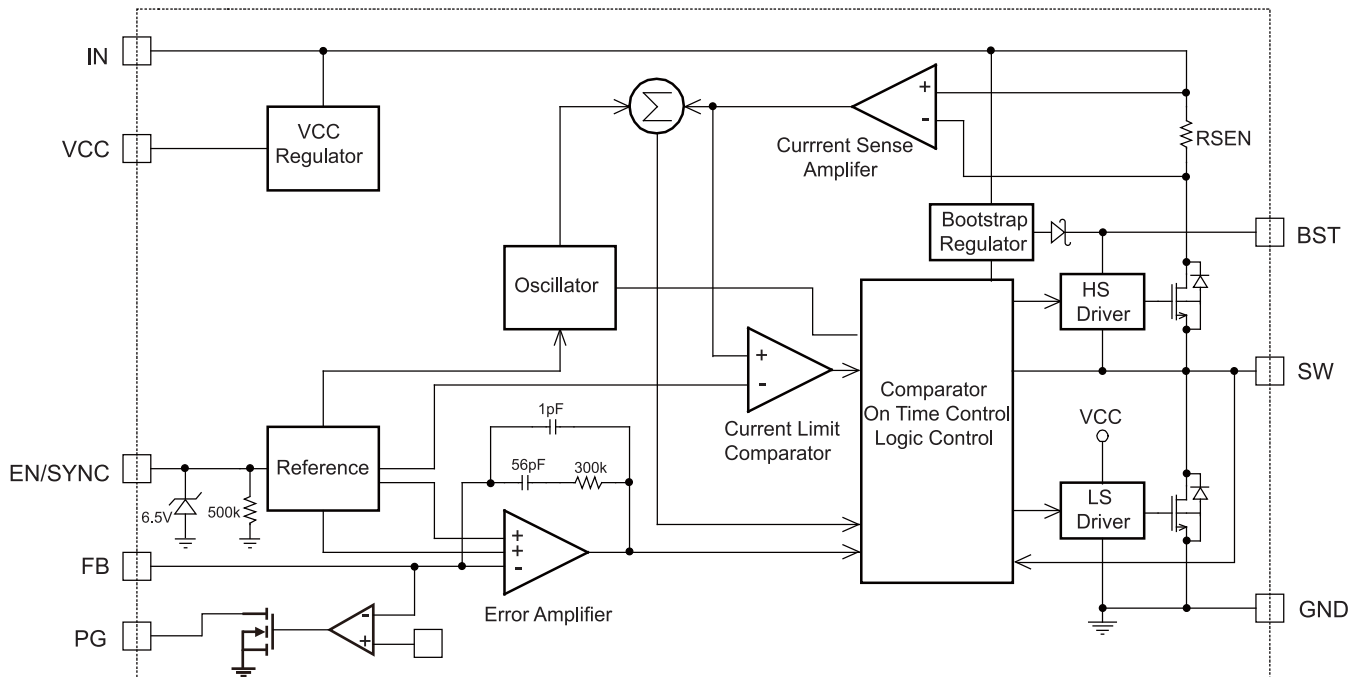 IN
VCC
VCC
Regulator
Σ
+
-
Currrent Sense
Amplifer
RSEN
Bootstrap
Regulator
BST
Oscillator
HS
Driver
+
-
Current Limit
Comparator
Comparator
On Time Control
Logic Control
SW
VCC
1pF
56pF
300k
EN/SYNC
Reference
6.5V
500k
LS
Driver
+
+
-
FB
Error Amplifier
PG
-
+
GND